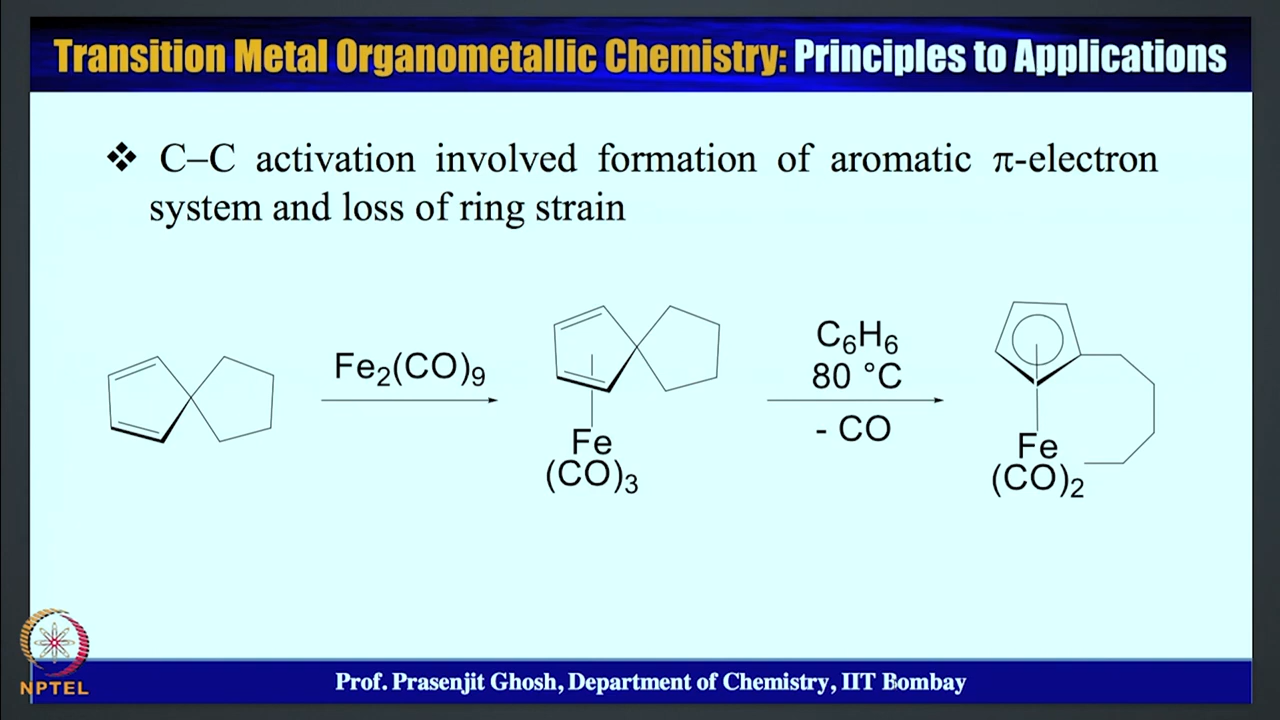 Transition Metal Organometallic Chemistry: Principles to Applications
❖ C–C activation involved formation of aromatic π-electron
system and loss of ring strain
Fe₂(CO)₉
Fe
(CO)₃
C₆H₆
80 °C
- CO
Fe
(CO)₂
NPTEL
Prof. Prasenjit Ghosh, Department of Chemistry, IIT Bombay